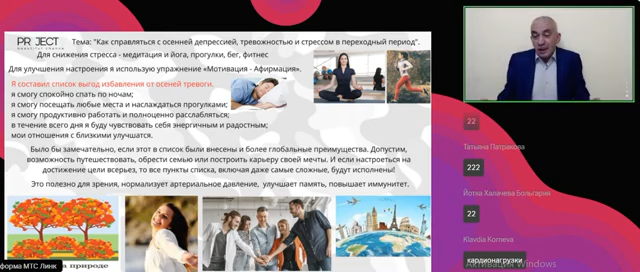 PR JECT
Тема: "Как справляться с осенней депрессией, тревожностью и стрессом в переходный период".
Для снижения стресса - медитация и йога, прогулки, бег, фитнес
Для улучшения настроения я использую упражнение «Мотивация - Афирмация».
Я составил список выгод избавления от осеней тревоги.
я смогу спокойно спать по ночам;
я смогу посещать любые места и наслаждаться прогулками;
я смогу продуктивно работать и полноценно расслабляться;
в течение всего дня я буду чувствовать себя энергичным и радостным;
мои отношения с близкими улучшатся.
Было бы замечательно, если этот в список были внесены и более глобальные преимущества. Допустим,
возможность путешествовать, обрести семью или построить карьеру своей мечты. И если настроеться на
достижение цели всерьез, то все пункты списка, включая даже самые сложные, будут исполнены!
Это полезно для зрения, нормализует артериальное давление, улучшает память, повышает иммунитет.
природе
форма МТС Линк
22
Татьяна Патракова
222
Йотка Халачева Больгария
22
Klavdia Korneva
кардионагрузки
Активация Windows